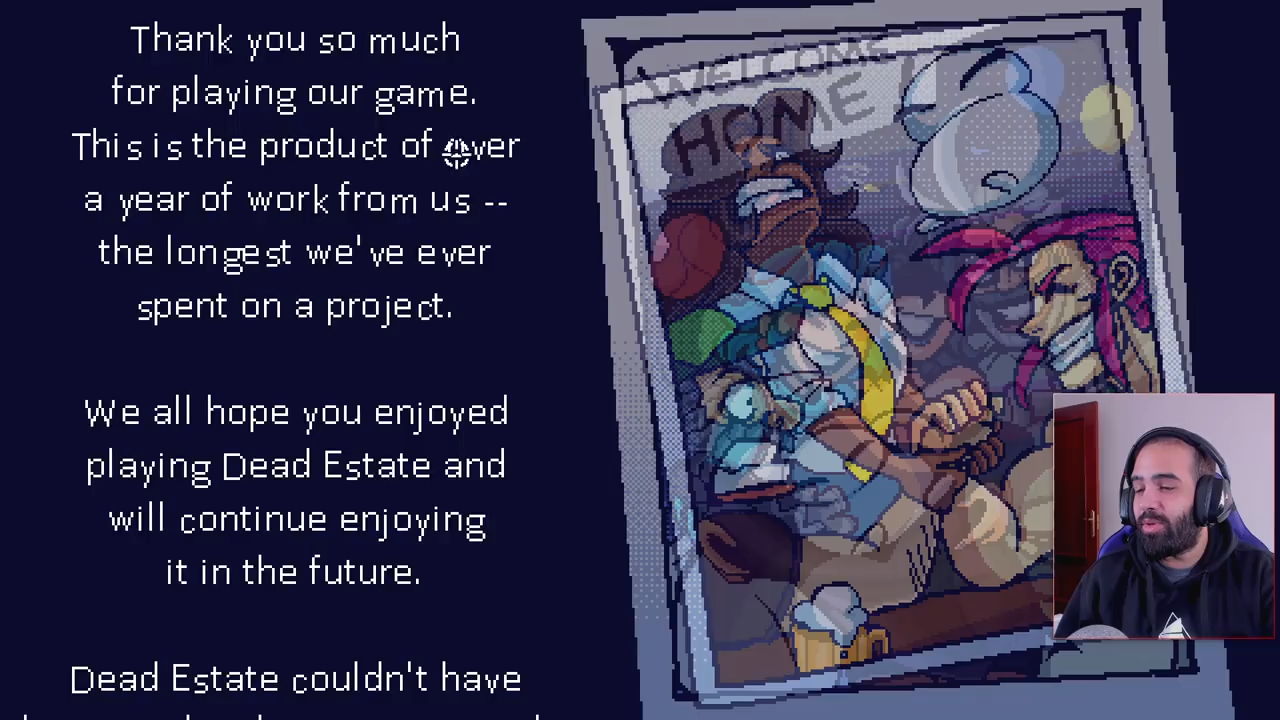 Thank you so much
for playing our game.
This is the product of over
a year of work from us --
the longest we've ever
spent on a project.
We all hope you enjoyed
playing Dead Estate and
will continue enjoying
it in the future.
Dead Estate couldn't have
WELCOME
HOME